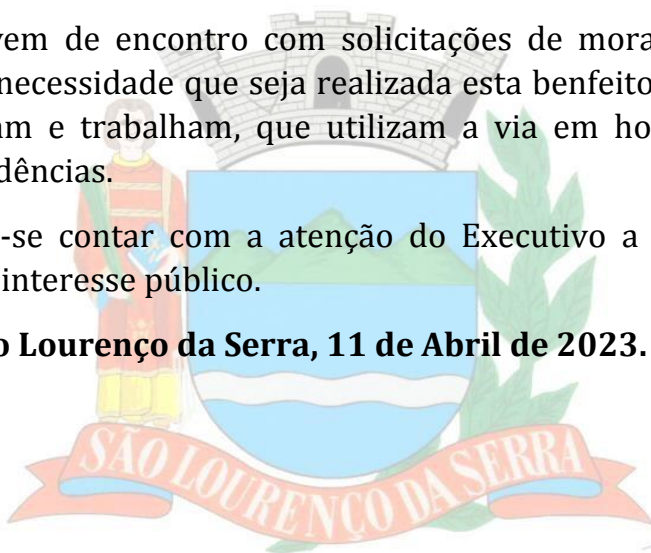 vem de encontro com solicitações de mora
necessidade que seja realizada esta benfeito
am e trabalham, que utilizam a via em ho
dências.
-se contar com a atenção do Executivo a
interesse público.
o Lourenço da Serra, 11 de Abril de 2023.
SÃO LOURENÇO DA SERRA